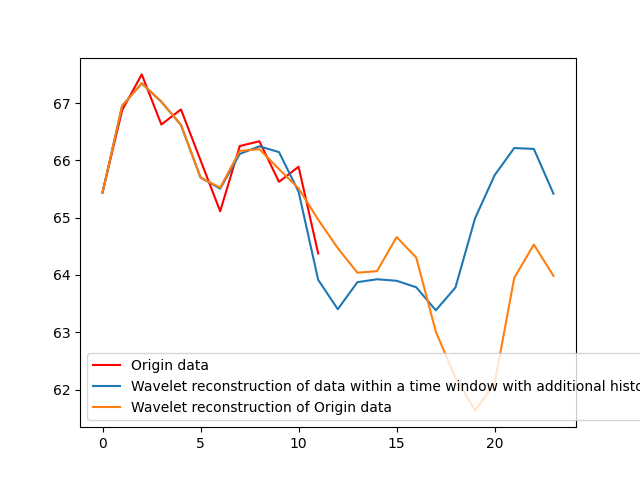 67
66
65
64
63
62
Origin data
Wavelet reconstruction of data within a time window with additional
Wavelet reconstruction of Origin data
0 5 10 15 20